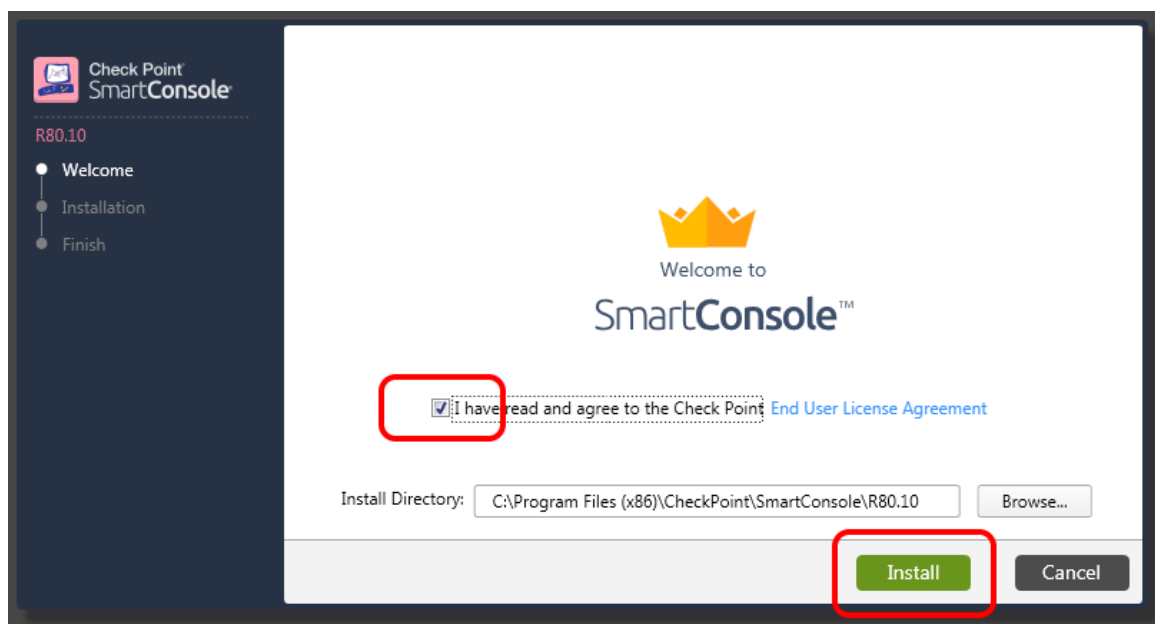 Check Point
SmartConsole
R80.10
Welcome
Installation
Finish
Welcome to
SmartConsole™
I have read and agree to the Check Point End User License Agreement
Install Directory: C:\Program Files (x86)\CheckPoint\SmartConsole\R80.10 Browse...
Install Cancel